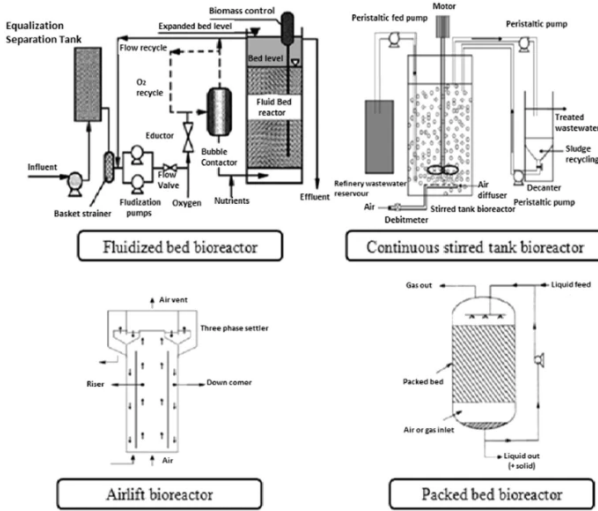 Biomass control
Equalization
Separation Tank
Expanded bed level
Flow recycle
Bed level
O₂
recycle
Fluid Bed
reactor
Eductor
Bubble
Contactor
Influent
Flow
Valve
Basket strainer
Fludization
pumps
Oxygen
Nutrients
Effluent
Fluidized bed bioreactor
Motor
Peristaltic fed pump
Peristaltic pump
Treated
wastewater
Sludge
recycling
Refinery wastewater
reservour
Air
diffuser
Decanter
Air
Stirred tank bioreactor
Peristaltic pump
Debitmeter
Continuous stirred tank bioreactor
Air vent
Three phase settler
Riser
Down comer
Air
Airlift bioreactor
Gas out
Liquid feed
Packed bed
Air or gas inlet
Liquid out
(+ solid)
Packed bed bioreactor